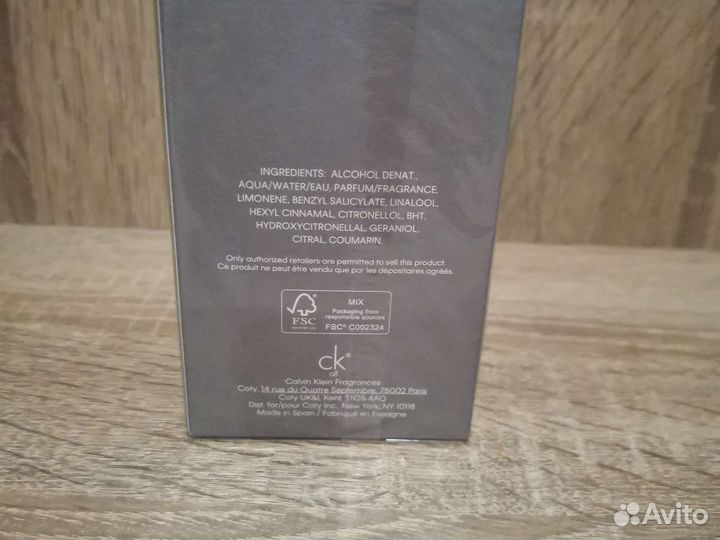 INGREDIENTS: ALCOHOL DENAT.,
AQUA/WATER/EAU, PARFUM/FRAGRANCE,
LIMONENE, BENZYL SALICYLATE, LINALOOL,
HEXYL CINNAMAL, CITRONELLOL, BHT,
HYDROXYCITRONELLAL, GERANIOL,
CITRAL, COUMARIN.
Only authorized retailers are permitted to sell this product.
Ce produit ne peut être vendu que par les dépositaires agréés.
FSC
MIX
Packaging from
responsible sources
FSC® C002324
ck®
all
Calvin Klein Fragrances
Coty, 14 rue du Quatre Septembre, 75002 Paris
Coty UK&I, Kent, TN25 4AQ
Dist. for/pour Coty Inc. New York, NY 10118
Made in Spain / Fabriqué en Espagne
Avito